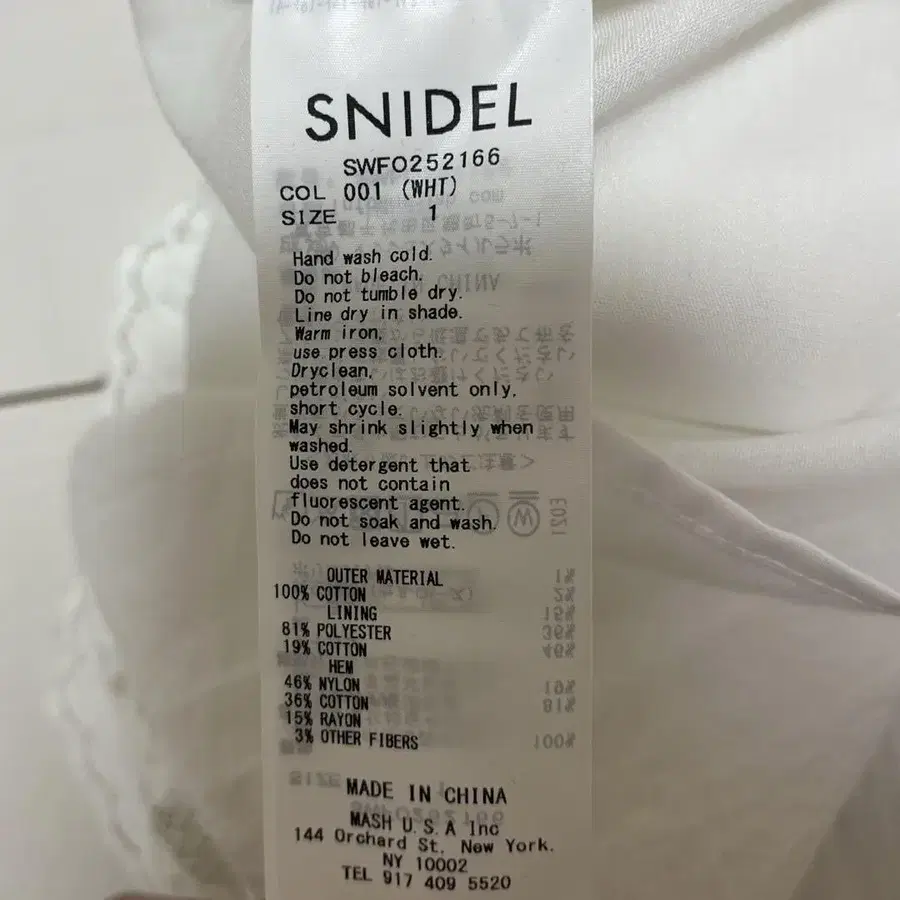 SNIDEL
SWFO252166
COL 001 (WHT)
SIZE 1
Hand wash cold.
Do not bleach.
Do not tumble dry.
Line dry in shade.
Warm iron,
use press cloth.
Dryclean,
petroleum solvent only,
short cycle.
May shrink slightly when
washed.
Use detergent that
does not contain
fluorescent agent.
Do not soak and wash.
Do not leave wet.
OUTER MATERIAL
100% COTTON
LINING
81% POLYESTER
19% COTTON
HEM
46% NYLON
36% COTTON
15% RAYON
3% OTHER FIBERS
MADE IN CHINA
MASH U.S.A Inc
144 Orchard St. New York.
NY 10002
TEL 917 409 5520